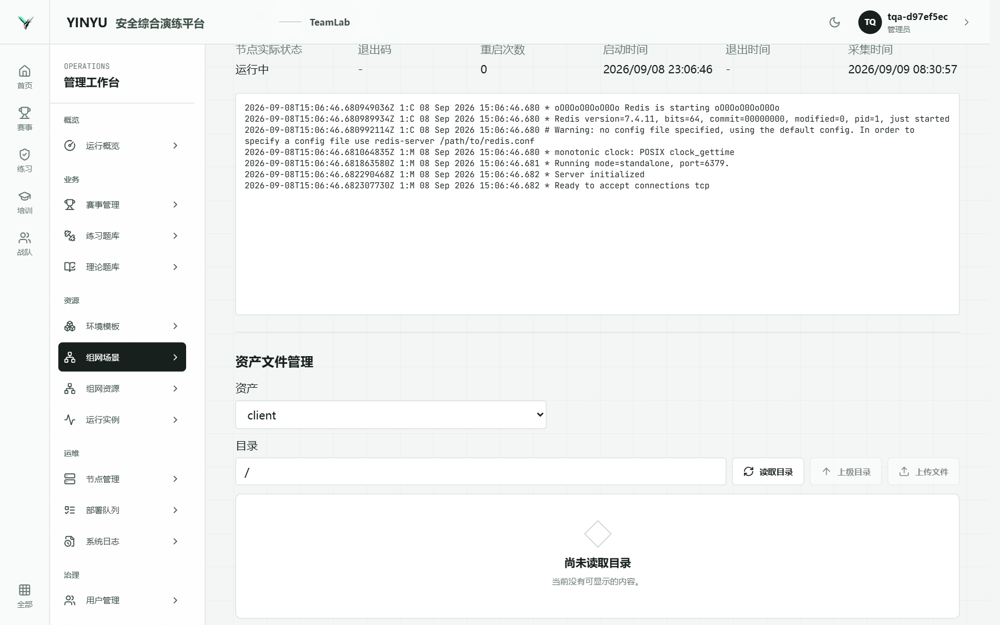 YINYU 安全综合演练平台
TeamLab
TQ
tqa-d97ef5ec
管理员
首页
赛事
练习
培训
战队
全部
OPERATIONS
管理工作台
概览
运行概览
业务
赛事管理
练习题库
理论题库
资源
环境模板
组网场景
组网资源
运行实例
运维
节点管理
部署队列
系统日志
治理
用户管理
节点实际状态 退出码 重启次数 启动时间 退出时间 采集时间
运行中 - 0 2026/09/08 23:06:46 - 2026/09/09 08:30:57
2026-09-08T15:06:46.680949036Z 1:C 08 Sep 2026 15:06:46.680 * oO0OoO0OoO0Oo Redis is starting oO0OoO0OoO0Oo
2026-09-08T15:06:46.680989934Z 1:C 08 Sep 2026 15:06:46.680 * Redis version=7.4.11, bits=64, commit=00000000, modified=0, pid=1, just started
2026-09-08T15:06:46.680992114Z 1:C 08 Sep 2026 15:06:46.680 # Warning: no config file specified, using the default config. In order to
specify a config file use redis-server /path/to/redis.conf
2026-09-08T15:06:46.681064835Z 1:M 08 Sep 2026 15:06:46.680 * monotonic clock: POSIX clock_gettime
2026-09-08T15:06:46.681863580Z 1:M 08 Sep 2026 15:06:46.681 * Running mode=standalone, port=6379.
2026-09-08T15:06:46.682290468Z 1:M 08 Sep 2026 15:06:46.682 * Server initialized
2026-09-08T15:06:46.682307730Z 1:M 08 Sep 2026 15:06:46.682 * Ready to accept connections tcp
资产文件管理
资产
client
目录
/
读取目录 上级目录 上传文件
尚未读取目录
当前没有可显示的内容。